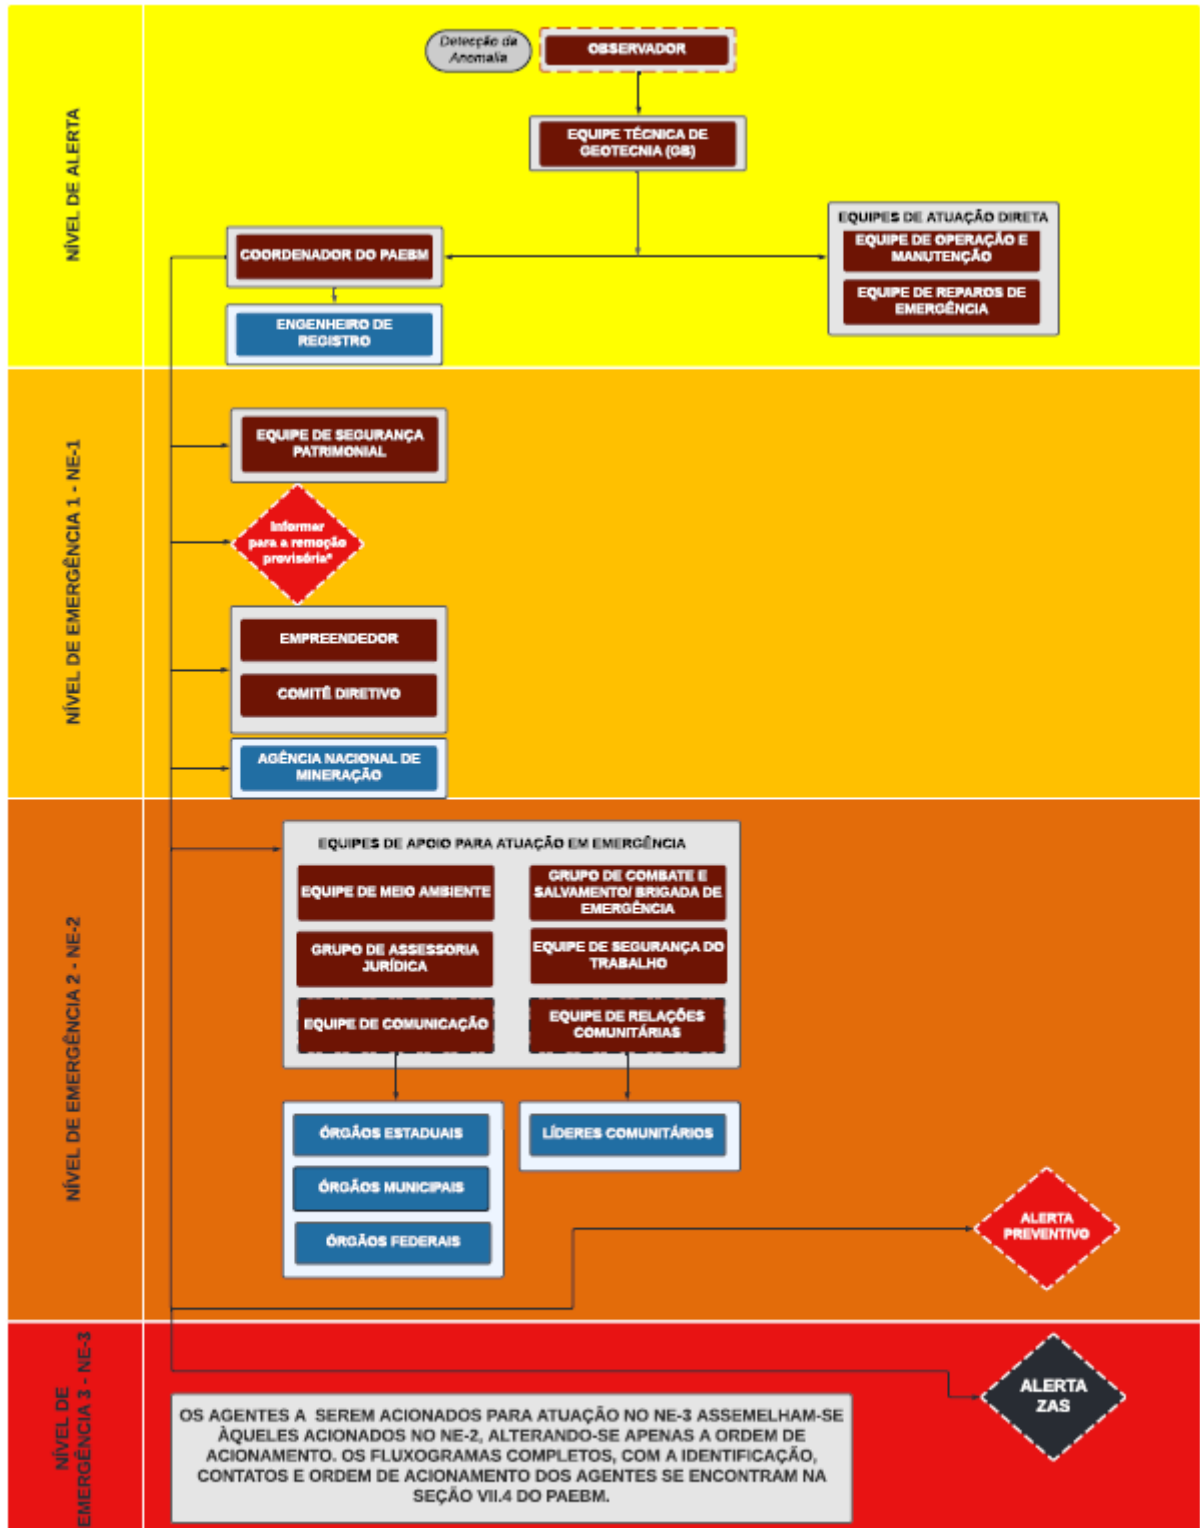 NÍVEL DE ALERTA
Detecção da
Anomalia
OBSERVADOR
EQUIPE TÉCNICA DE
GEOTECNIA (GB)
EQUIPES DE ATUAÇÃO DIRETA
EQUIPE DE OPERAÇÃO E
MANUTENÇÃO
EQUIPE DE REPAROS DE
EMERGÊNCIA
COORDENADOR DO PAEBM
ENGENHEIRO DE
REGISTRO
NÍVEL DE EMERGÊNCIA 1 - NE-1
EQUIPE DE SEGURANÇA
PATRIMONIAL
Informar
para a remoção
provisória*
EMPREENDEDOR
COMITÊ DIRETIVO
AGÊNCIA NACIONAL DE
MINERAÇÃO
NÍVEL DE EMERGÊNCIA 2 - NE-2
EQUIPES DE APOIO PARA ATUAÇÃO EM EMERGÊNCIA
EQUIPE DE MEIO AMBIENTE
GRUPO DE COMBATE E
SALVAMENTO/ BRIGADA DE
EMERGÊNCIA
GRUPO DE ASSESSORIA
JURÍDICA
EQUIPE DE SEGURANÇA DO
TRABALHO
EQUIPE DE COMUNICAÇÃO
EQUIPE DE RELAÇÕES
COMUNITÁRIAS
ÓRGÃOS ESTADUAIS
ÓRGÃOS MUNICIPAIS
ÓRGÃOS FEDERAIS
LÍDERES COMUNITÁRIOS
ALERTA
PREVENTIVO
NÍVEL DE
EMERGÊNCIA 3 - NE-3
ALERTA
ZAS
OS AGENTES A SEREM ACIONADOS PARA ATUAÇÃO NO NE-3 ASSEMELHAM-SE
ÀQUELES ACIONADOS NO NE-2, ALTERANDO-SE APENAS A ORDEM DE
ACIONAMENTO. OS FLUXOGRAMAS COMPLETOS, COM A IDENTIFICAÇÃO,
CONTATOS E ORDEM DE ACIONAMENTO DOS AGENTES SE ENCONTRAM NA
SEÇÃO VII.4 DO PAEBM.